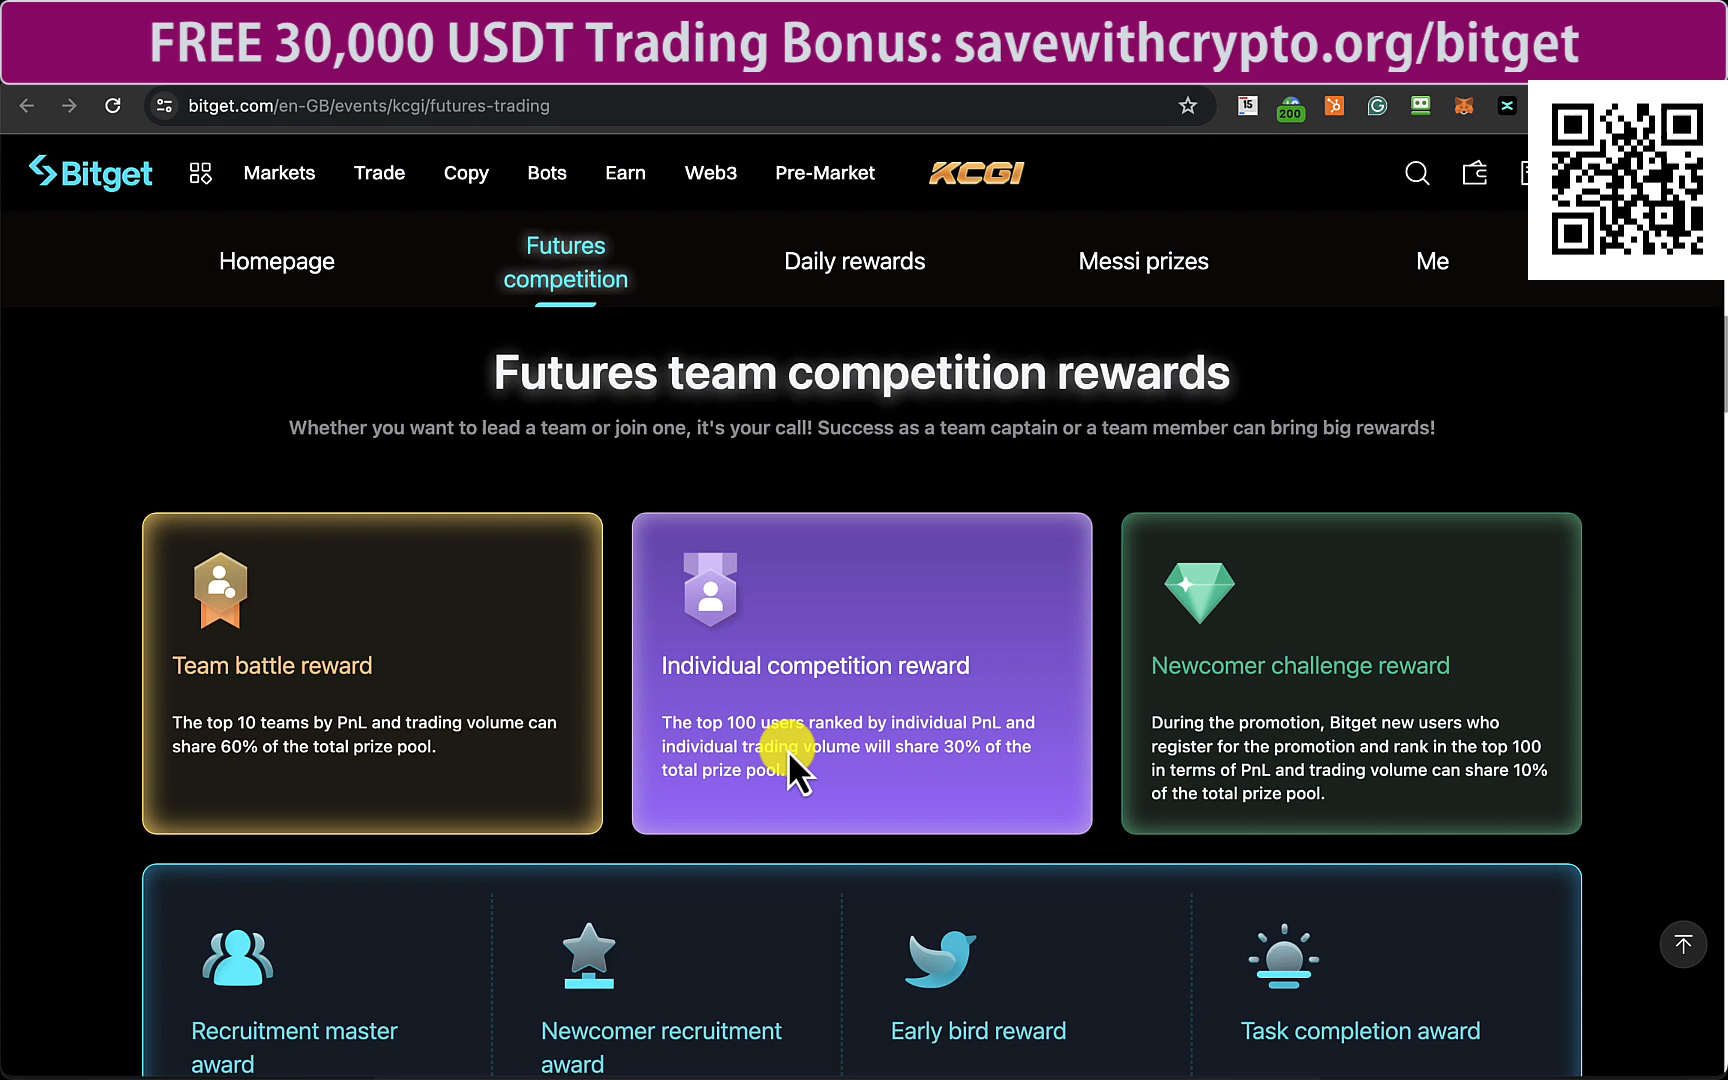 FREE 30,000 USDT Trading Bonus: savewithcrypto.org/bitget
bitget.com/en-GB/events/kcgi/futures-trading
15
200
Bitget
Markets
Trade
Copy
Bots
Earn
Web3
Pre-Market
KCGI
Homepage
Futures
competition
Daily rewards
Messi prizes
Me
Futures team competition rewards
Whether you want to lead a team or join one, it's your call! Success as a team captain or a team member can bring big rewards!
Team battle reward
The top 10 teams by PnL and trading volume can
share 60% of the total prize pool.
Individual competition reward
The top 100 users ranked by individual PnL and
individual trading volume will share 30% of the
total prize pool.
Newcomer challenge reward
During the promotion, Bitget new users who
register for the promotion and rank in the top 100
in terms of PnL and trading volume can share 10%
of the total prize pool.
Recruitment master
award
Newcomer recruitment
award
Early bird reward
Task completion award